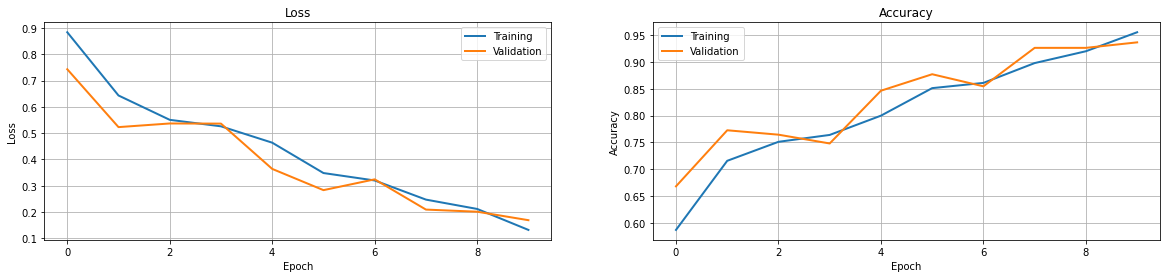 Loss
0.9
0.8
0.7
0.6
0.5
0.4
0.3
0.2
0.1
Loss
0 2 4 6 8
Epoch
Training
Validation
Accuracy
0.95
0.90
0.85
0.80
0.75
0.70
0.65
0.60
Accuracy
0 2 4 6 8
Epoch
Training
Validation